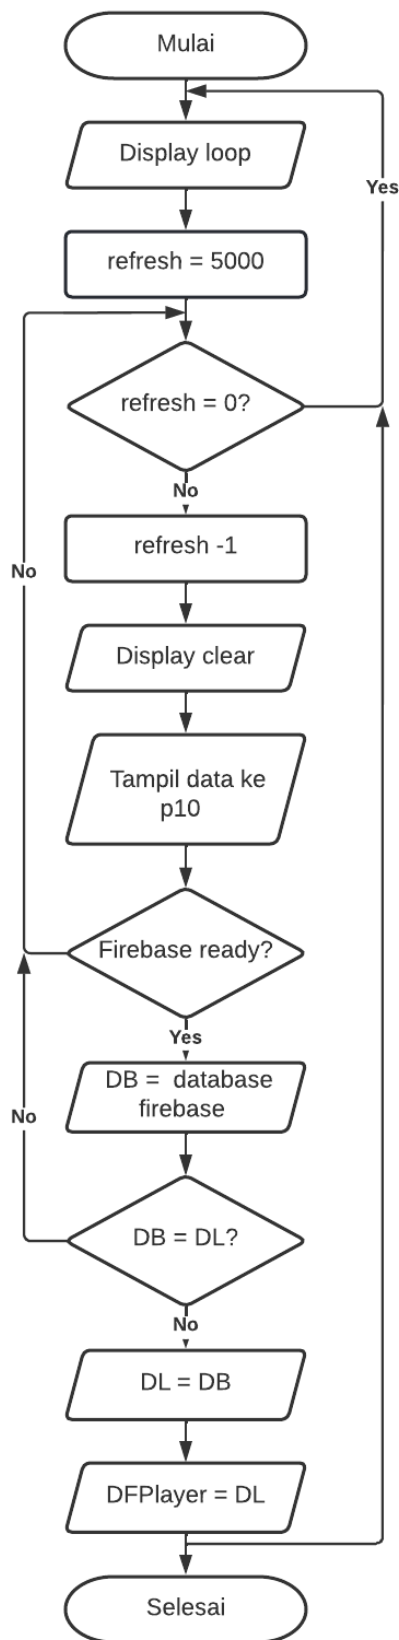 Mulai
Display loop
Yes
refresh = 5000
refresh = 0?
No
refresh -1
No
Display clear
Tampil data ke
p10
Firebase ready?
Yes
DB = database
firebase
No
DB = DL?
No
DL = DB
DFPlayer = DL
Selesai